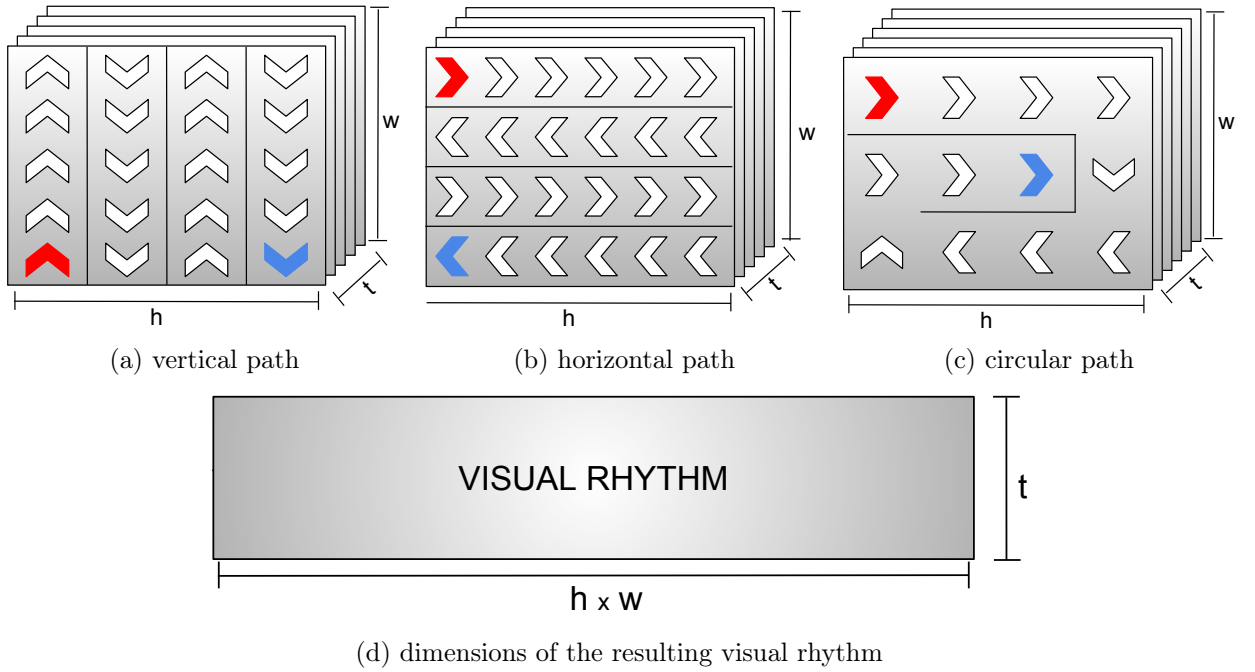 w
t
h
(a) vertical path
w
t
h
(b) horizontal path
w
t
h
(c) circular path
VISUAL RHYTHM
t
h x w
(d) dimensions of the resulting visual rhythm